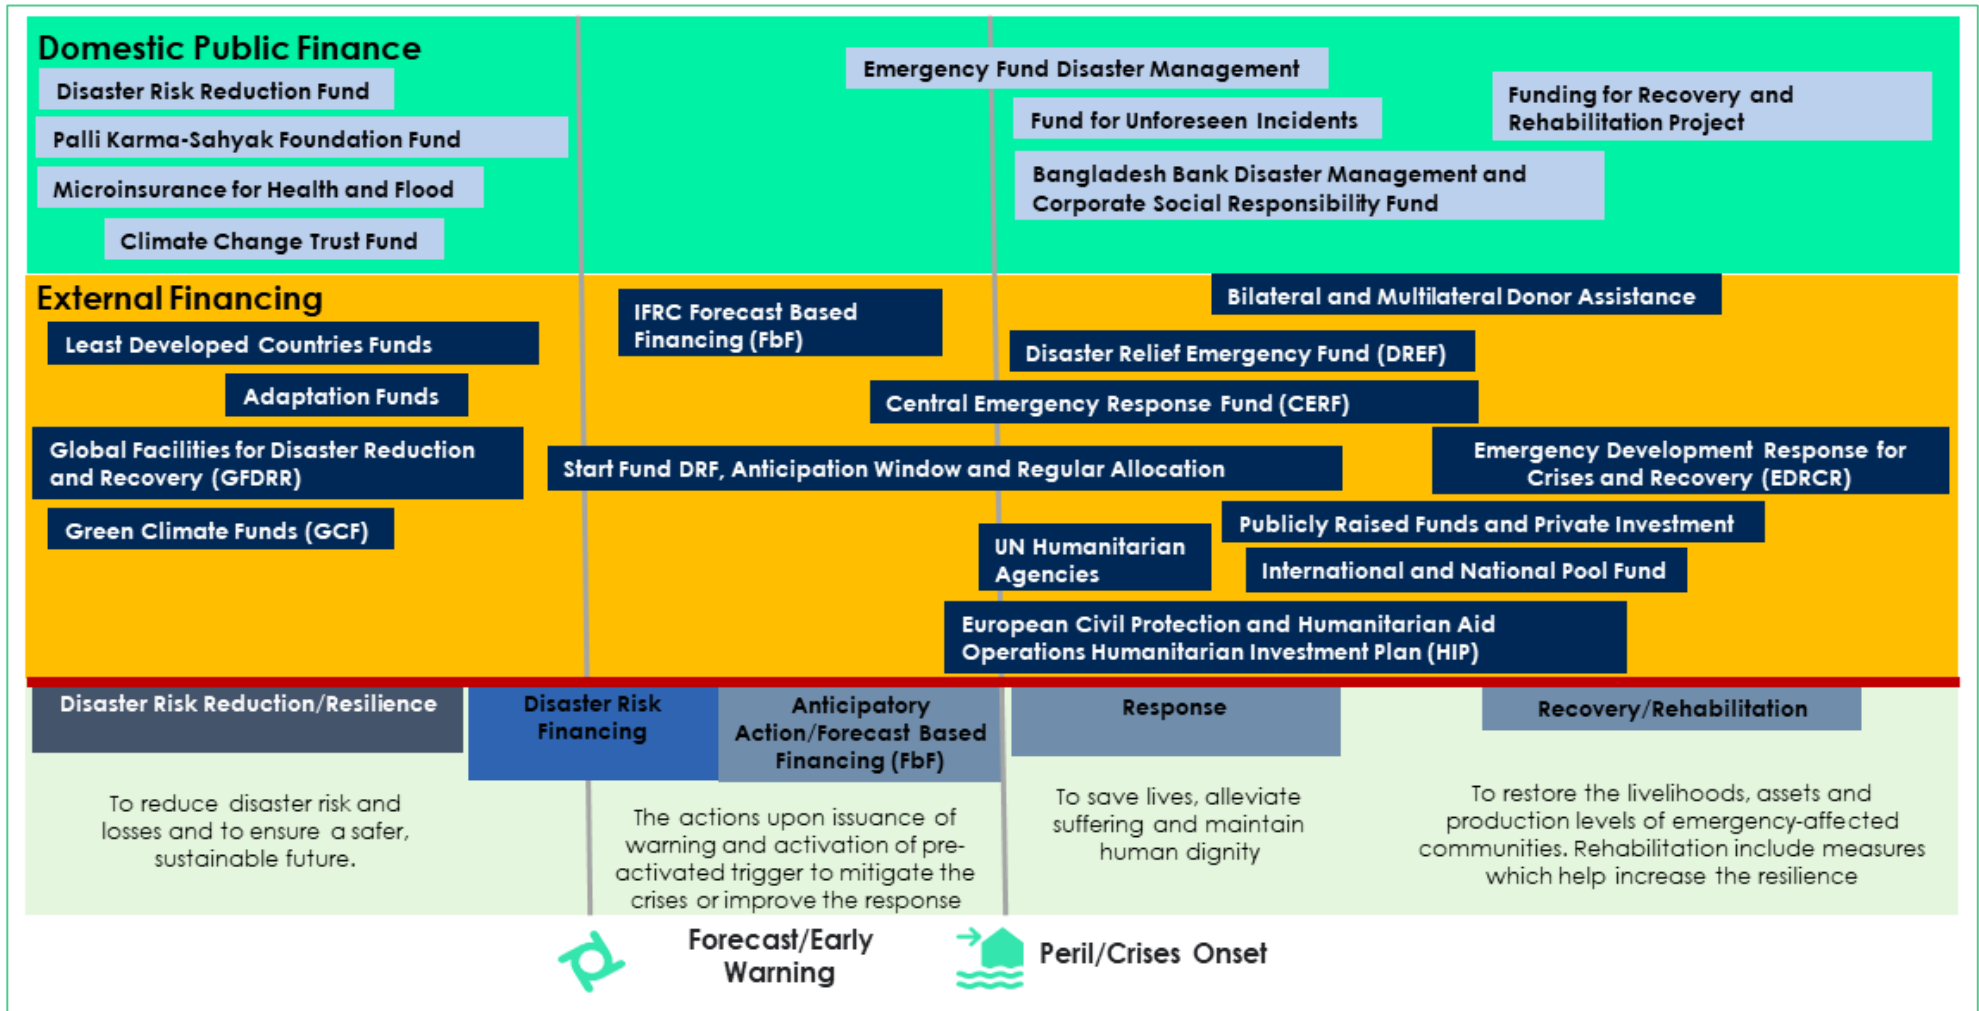 Domestic Public Finance
Disaster Risk Reduction Fund
Palli Karma-Sahyak Foundation Fund
Microinsurance for Health and Flood
Climate Change Trust Fund
Emergency Fund Disaster Management
Fund for Unforeseen Incidents
Bangladesh Bank Disaster Management and
Corporate Social Responsibility Fund
Funding for Recovery and
Rehabilitation Project
External Financing
Least Developed Countries Funds
Adaptation Funds
Global Facilities for Disaster Reduction
and Recovery (GFDRR)
Green Climate Funds (GCF)
IFRC Forecast Based
Financing (FbF)
Bilateral and Multilateral Donor Assistance
Disaster Relief Emergency Fund (DREF)
Central Emergency Response Fund (CERF)
Start Fund DRF, Anticipation Window and Regular Allocation
Emergency Development Response for
Crises and Recovery (EDRCR)
Publicly Raised Funds and Private Investment
UN Humanitarian
Agencies
International and National Pool Fund
European Civil Protection and Humanitarian Aid
Operations Humanitarian Investment Plan (HIP)
Disaster Risk Reduction/Resilience
Disaster Risk
Financing
Anticipatory
Action/Forecast Based
Financing (FbF)
Response
Recovery/Rehabilitation
To reduce disaster risk and
losses and to ensure a safer,
sustainable future.
The actions upon issuance of
warning and activation of pre-
activated trigger to mitigate the
crises or improve the response
To save lives, alleviate
suffering and maintain
human dignity
To restore the livelihoods, assets and
production levels of emergency-affected
communities. Rehabilitation include measures
which help increase the resilience
Forecast/Early
Warning
Peril/Crises Onset